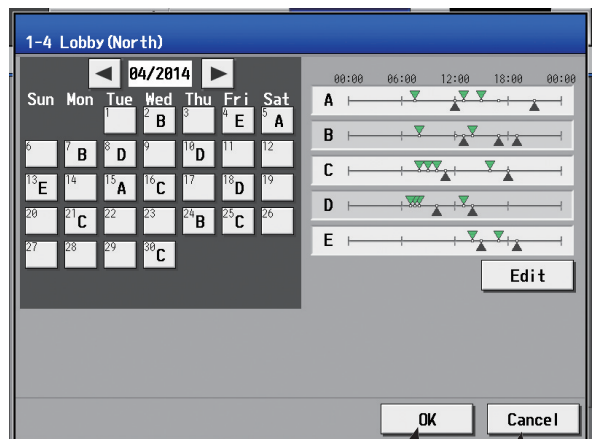 1-4 Lobby(North)
04/2014
Sun Mon Tue Wed Thu Fri Sat
1 2 B 3 4 E 5 A
6 7 B 8 D 9 10 D 11 12
13 E 14 15 A 16 C 17 18 D 19
20 21 C 22 23 24 B 25 C 26
27 28 29 30 C
00:00 06:00 12:00 18:00 00:00
A
B
C
D
E
Edit
OK Cancel